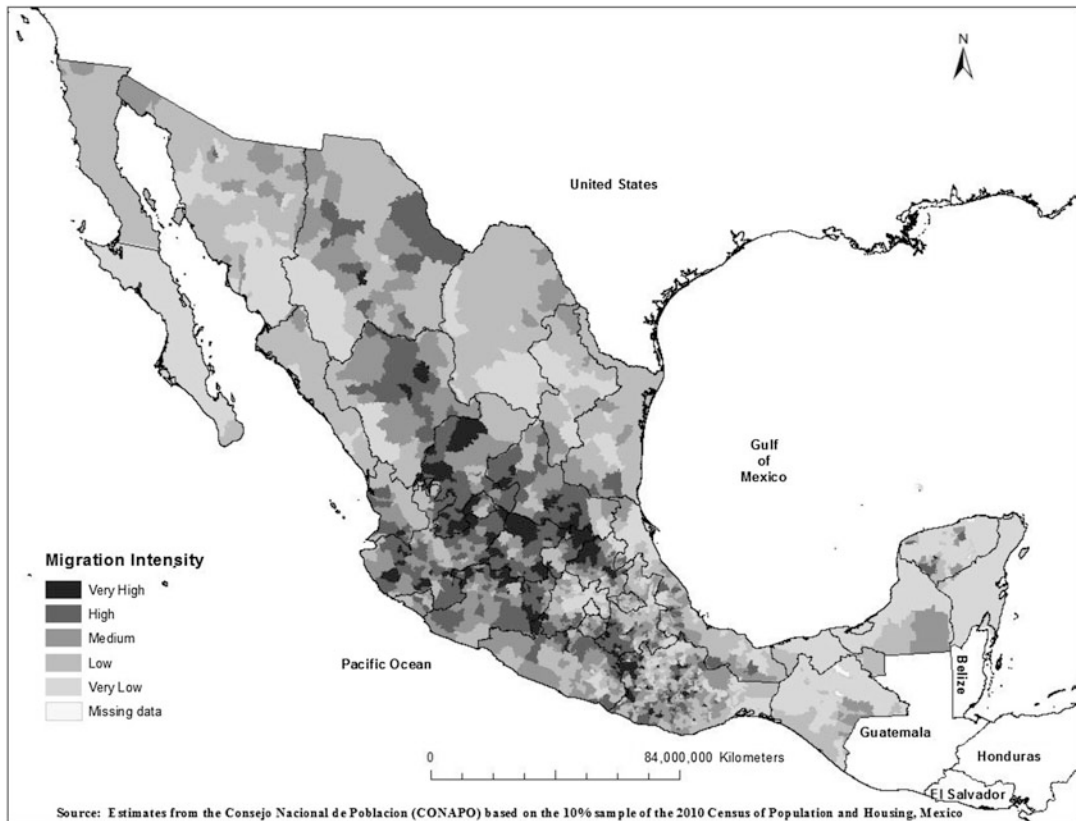 N
United States
Gulf
of
Mexico
Migration Intensity
Very High
High
Medium
Low
Very Low
Missing data
Pacific Ocean
Belize
Guatemala
Honduras
El Salvador
0 84,000,000 Kilometers
Source: Estimates from the Consejo Nacional de Poblacion (CONAPO) based on the 10% sample of the 2010 Census of Population and Housing, Mexico